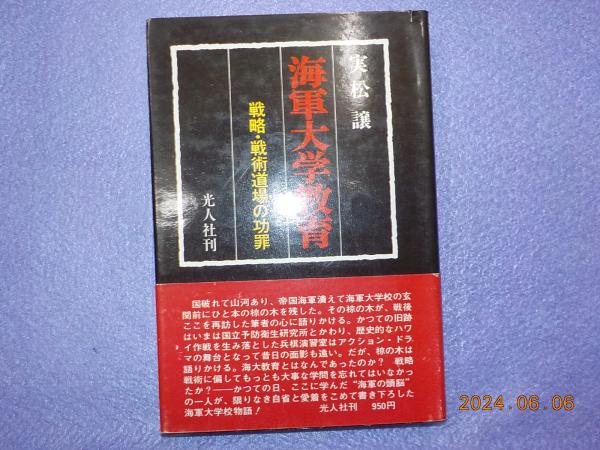 実松 譲
海軍大学教育
戦略・戦術道場の功罪
光人社刊
国破れて山河あり、帝国海軍潰えて海軍大学校の玄
関前にひと本の椋の木を残した。その椋の木が、戦後
ここを再訪した筆者の心に語りかける。かつての旧跡
はいまは国立予防衛生研究所とかわり、歴史的なハワ
イ作戦を生み落とした兵棋演習室はアクション・ドラ
マの舞台となって昔日の面影も遠い。だが、椋の木は
語りかける。海大教育とはなんであったのか? 戦略
戦術に偏してもっとも大事な学問を忘れてはいなかっ
たか?――かつての日、ここに学んだ“海軍の頭脳”
の一人が、限りなき自省と愛着をこめて書き下ろした
海軍大学校物語! 光人社刊 950円
2024.06.06